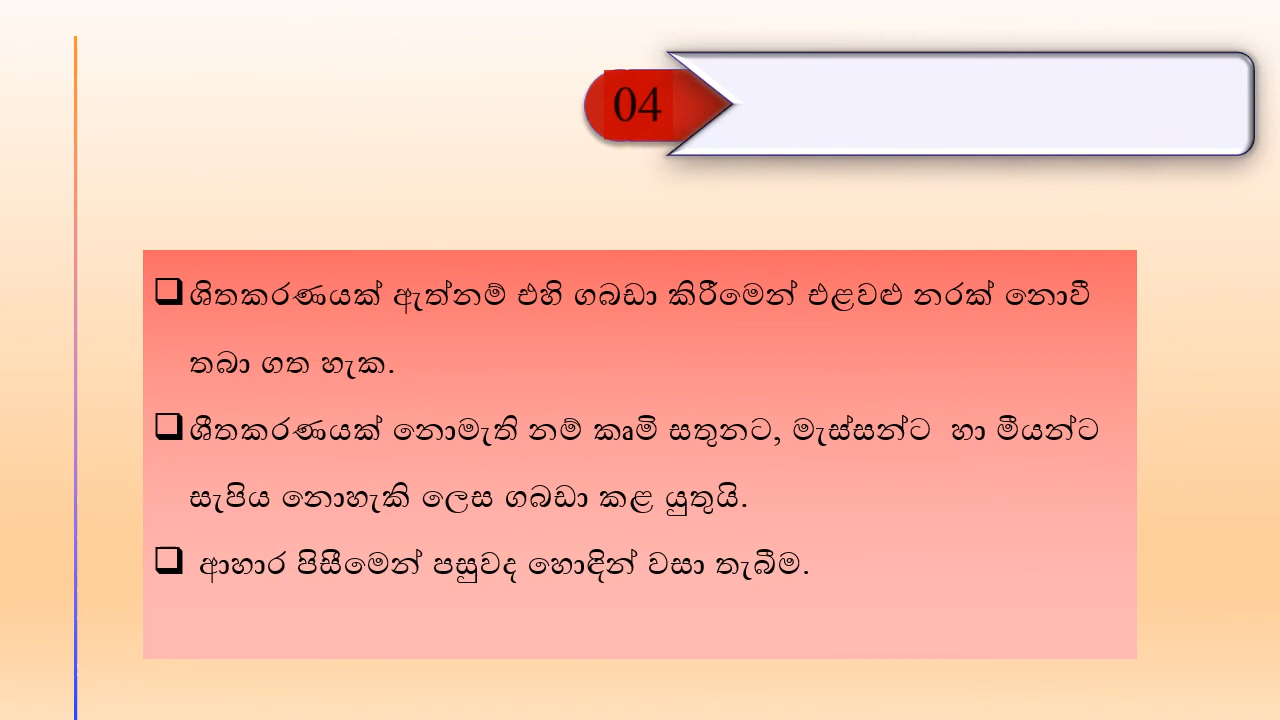 04
ශිතකරණයක් ඇත්නම් එහි ගබඩා කිරීමෙන් එළවළු නරක් නොවී
තබා ගත හැක.
ශීතකරණයක් නොමැති නම් කෘමි සතුනට, මැස්සන්ට හා මීයන්ට
සැපිය නොහැකි ලෙස ගබඩා කළ යුතුයි.
ආහාර පිසීමෙන් පසුවද හොඳින් වසා තැබීම.